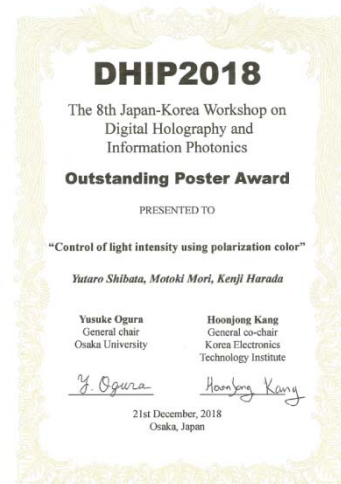 DHIP2018
The 8th Japan-Korea Workshop on
Digital Holography and
Information Photonics
Outstanding Poster Award
PRESENTED TO
"Control of light intensity using polarization color"
Yutaro Shibata, Motoki Mori, Kenji Harada
Yusuke Ogura
General chair
Osaka University
Hoonjong Kang
General co-chair
Korea Electronics
Technology Institute
Y. Ogura
Hoonjong Kang
21st December, 2018
Osaka, Japan